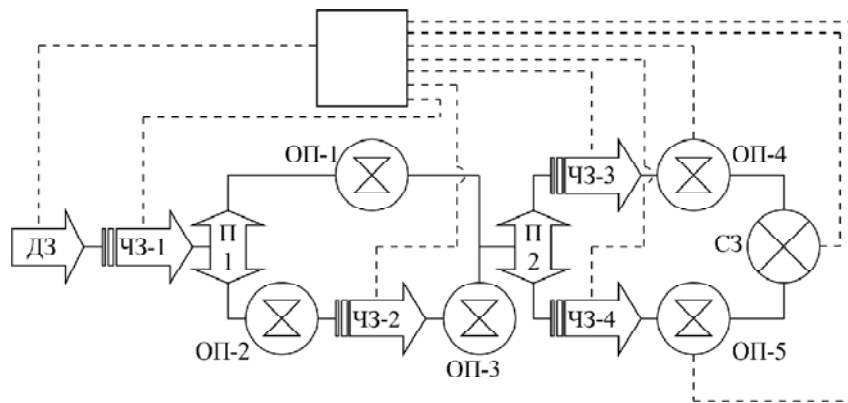 ОП-1
ОП-4
ЧЗ-3
ДЗ
ЧЗ-1
П
1
П
2
СЗ
ЧЗ-2
ЧЗ-4
ОП-2
ОП-3
ОП-5